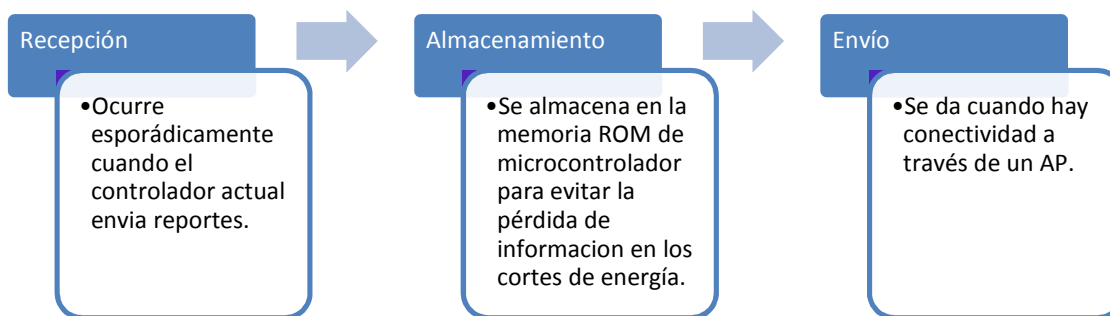 Recepción
•Ocurre
esporádicamente
cuando el
controlador actual
envia reportes.
Almacenamiento
•Se almacena en la
memoria ROM de
microcontrolador
para evitar la
pérdida de
informacion en los
cortes de energía.
Envío
•Se da cuando hay
conectividad a
través de un AP.